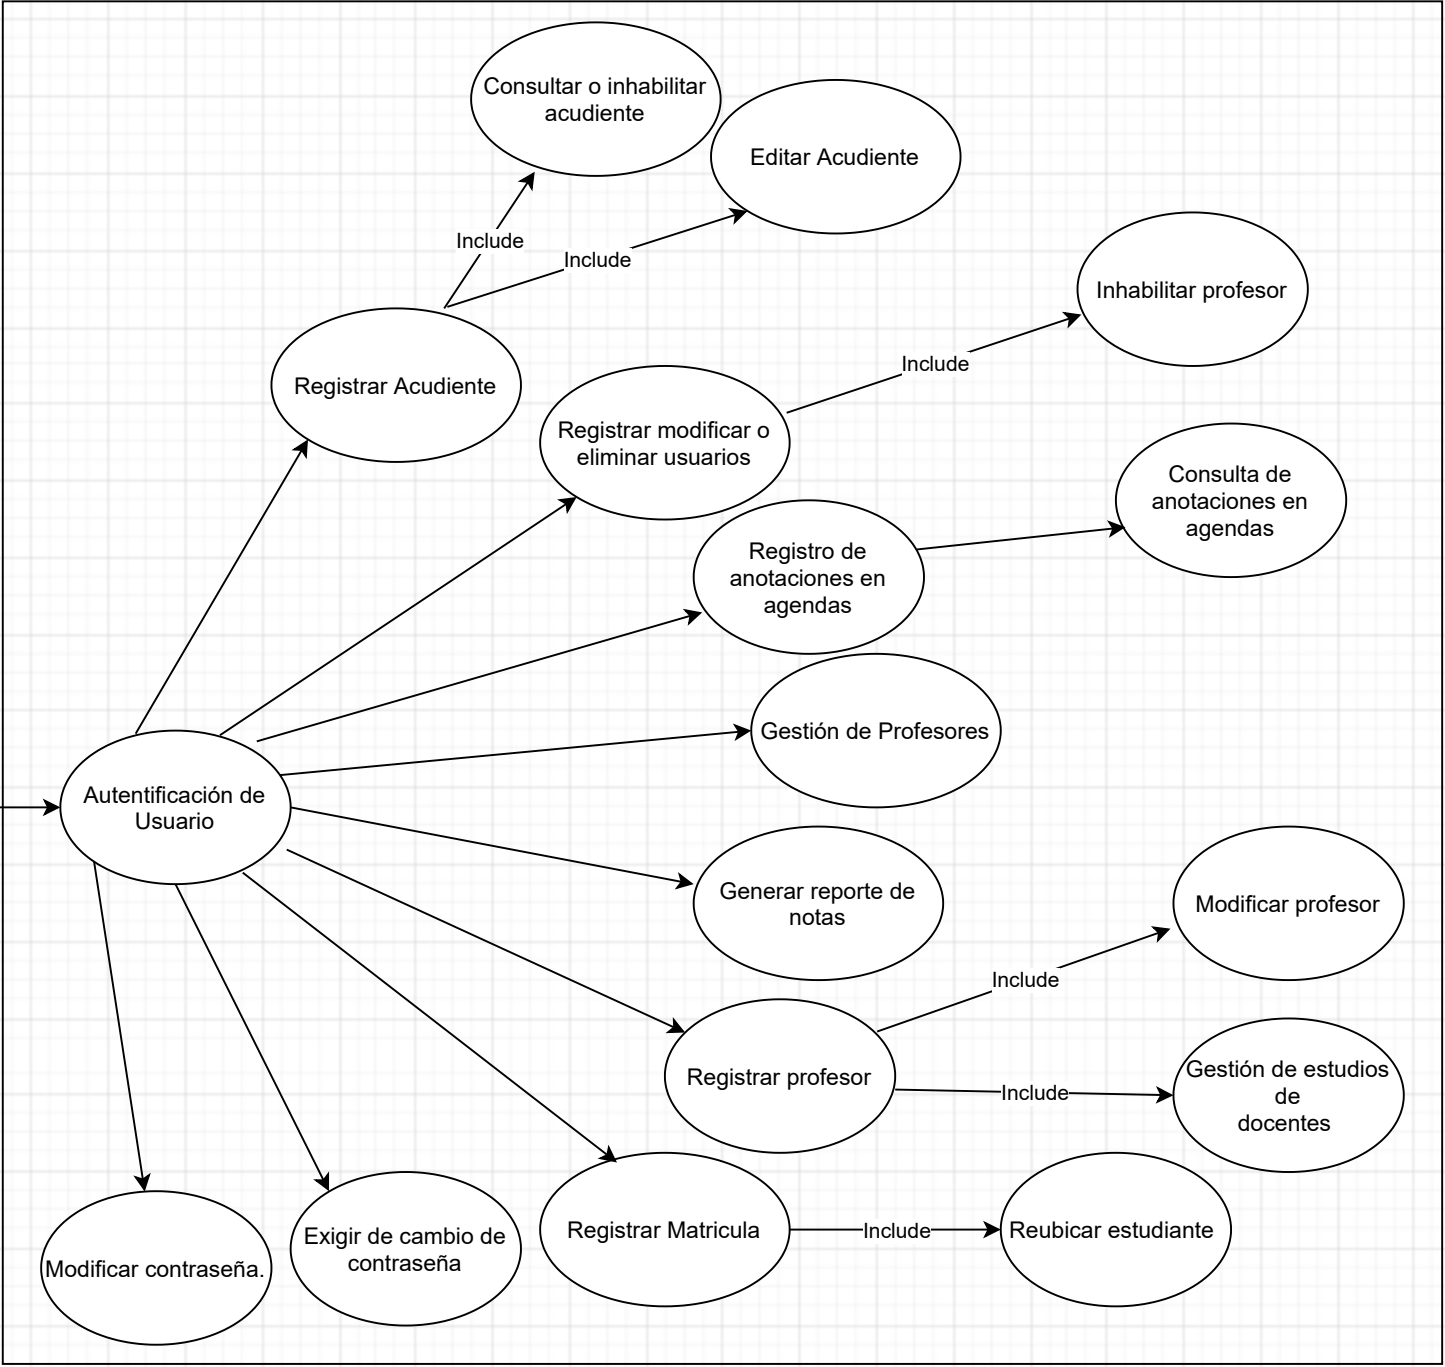 Consultar o inhabilitar
acudiente
Editar Acudiente
Include
Include
Inhabilitar profesor
Include
Registrar Acudiente
Registrar modificar o
eliminar usuarios
Consulta de
anotaciones en
agendas
Registro de
anotaciones en
agendas
Gestión de Profesores
Autentificación de
Usuario
Generar reporte de
notas
Modificar profesor
Include
Registrar profesor
Include
Gestión de estudios
de
docentes
Modificar contraseña.
Exigir de cambio de
contraseña
Registrar Matricula
Include
Reubicar estudiante